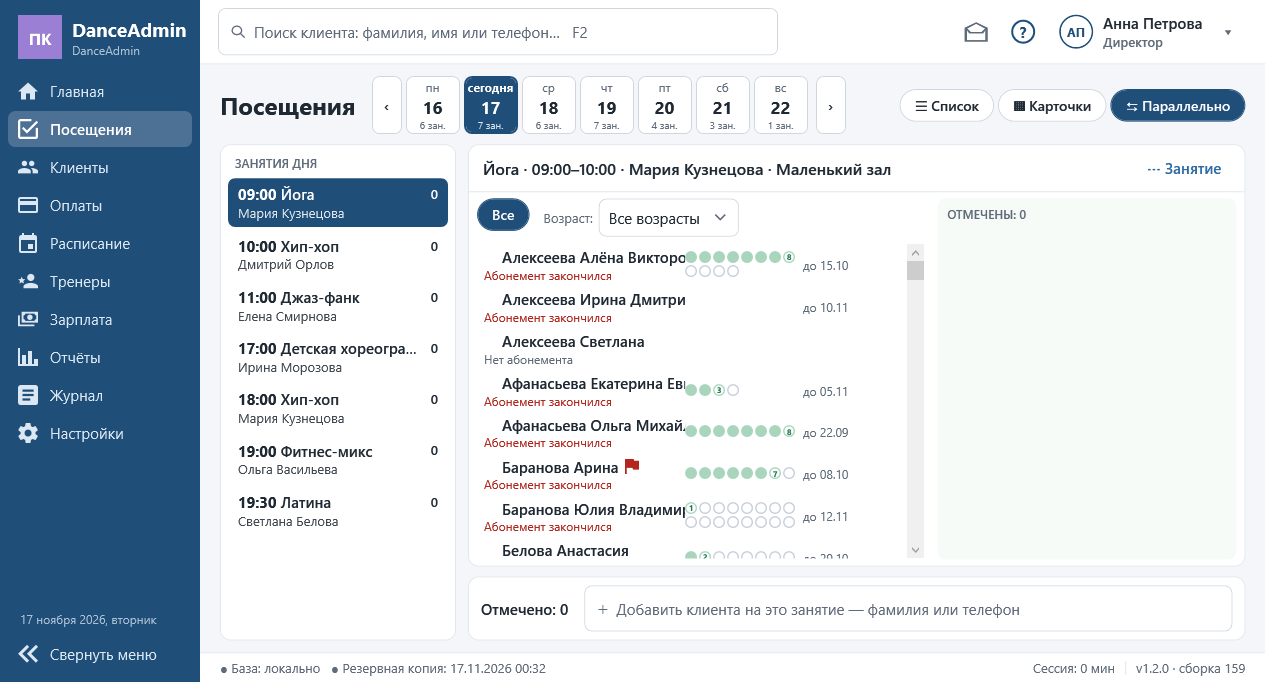 ПК
DanceAdmin
DanceAdmin
Главная
Посещения
Клиенты
Оплаты
Расписание
Тренеры
Зарплата
Отчёты
Журнал
Настройки
17 ноября 2026, вторник
Свернуть меню
Поиск клиента: фамилия, имя или телефон... F2
?
АП
Анна Петрова
Директор
Посещения
‹
пн
16
6 зан.
сегодня
17
7 зан.
ср
18
6 зан.
чт
19
7 зан.
пт
20
4 зан.
сб
21
3 зан.
вс
22
1 зан.
›
Список
Карточки
Параллельно
ЗАНЯТИЯ ДНЯ
09:00 Йога 0
Мария Кузнецова
10:00 Хип-хоп 0
Дмитрий Орлов
11:00 Джаз-фанк 0
Елена Смирнова
17:00 Детская хореогра... 0
Ирина Морозова
18:00 Хип-хоп 0
Мария Кузнецова
19:00 Фитнес-микс 0
Ольга Васильева
19:30 Латина 0
Светлана Белова
Йога · 09:00–10:00 · Мария Кузнецова · Маленький зал
··· Занятие
Все
Возраст:
Все возрасты
Алексеева Алёна Викторо 8 до 15.10
Абонемент закончился
Алексеева Ирина Дмитри до 10.11
Абонемент закончился
Алексеева Светлана
Нет абонемента
Афанасьева Екатерина Ев 3 до 05.11
Абонемент закончился
Афанасьева Ольга Михай 8 до 22.09
Абонемент закончился
Баранова Арина 7 до 08.10
Абонемент закончился
Баранова Юлия Владимир 1 до 12.11
Абонемент закончился
Белова Анастасия 2 до 29.10
ОТМЕЧЕНЫ: 0
Отмечено: 0
+ Добавить клиента на это занятие — фамилия или телефон
● База: локально ● Резервная копия: 17.11.2026 00:32
Сессия: 0 мин
v1.2.0 · сборка 159